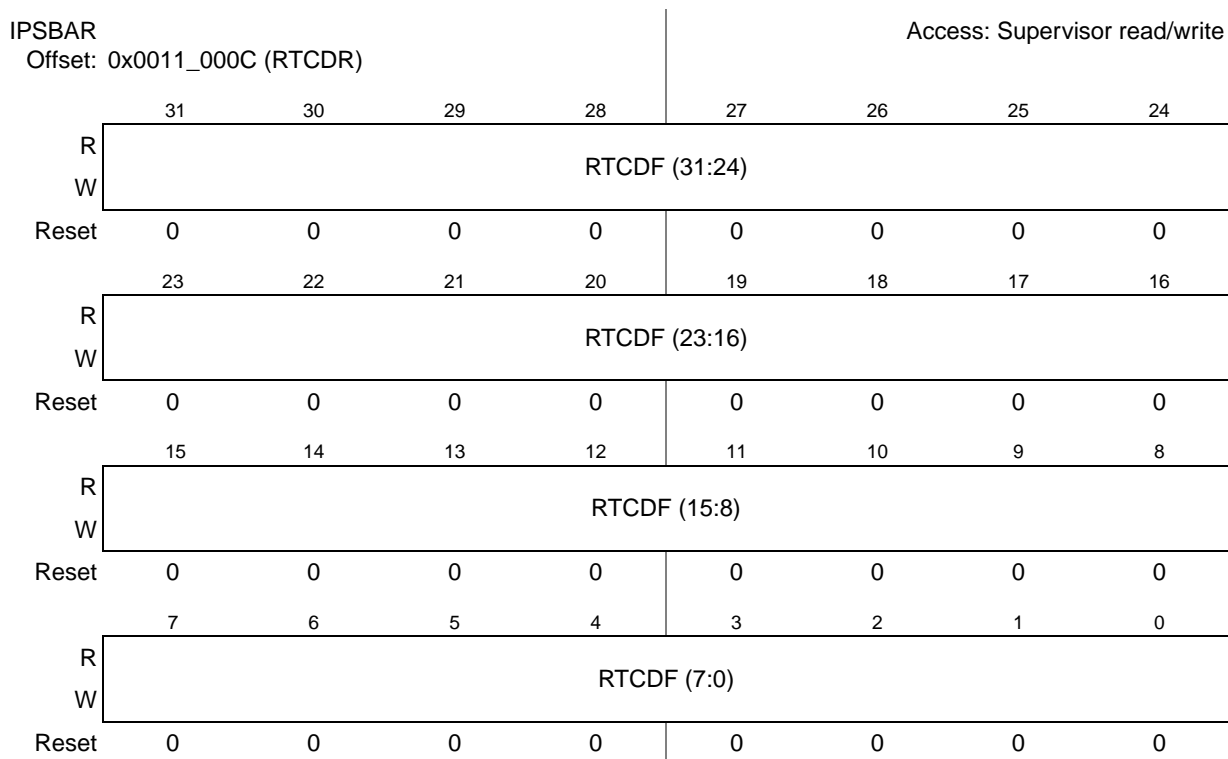 IPSBAR Access: Supervisor read/write
Offset: 0x0011_000C (RTCDR)
31 30 29 28 27 26 25 24
R
RTCDF (31:24)
W
Reset 0 0 0 0 0 0 0 0
23 22 21 20 19 18 17 16
R
RTCDF (23:16)
W
Reset 0 0 0 0 0 0 0 0
15 14 13 12 11 10 9 8
R
RTCDF (15:8)
W
Reset 0 0 0 0 0 0 0 0
7 6 5 4 3 2 1 0
R
RTCDF (7:0)
W
Reset 0 0 0 0 0 0 0 0